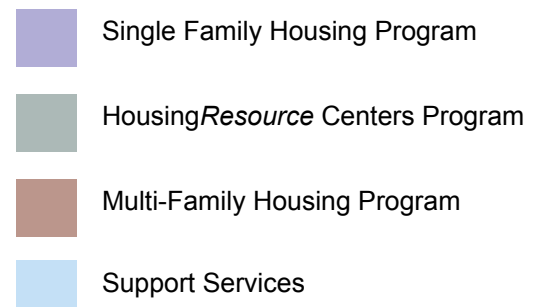 Single Family Housing Program
HousingResource Centers Program
Multi-Family Housing Program
Support Services